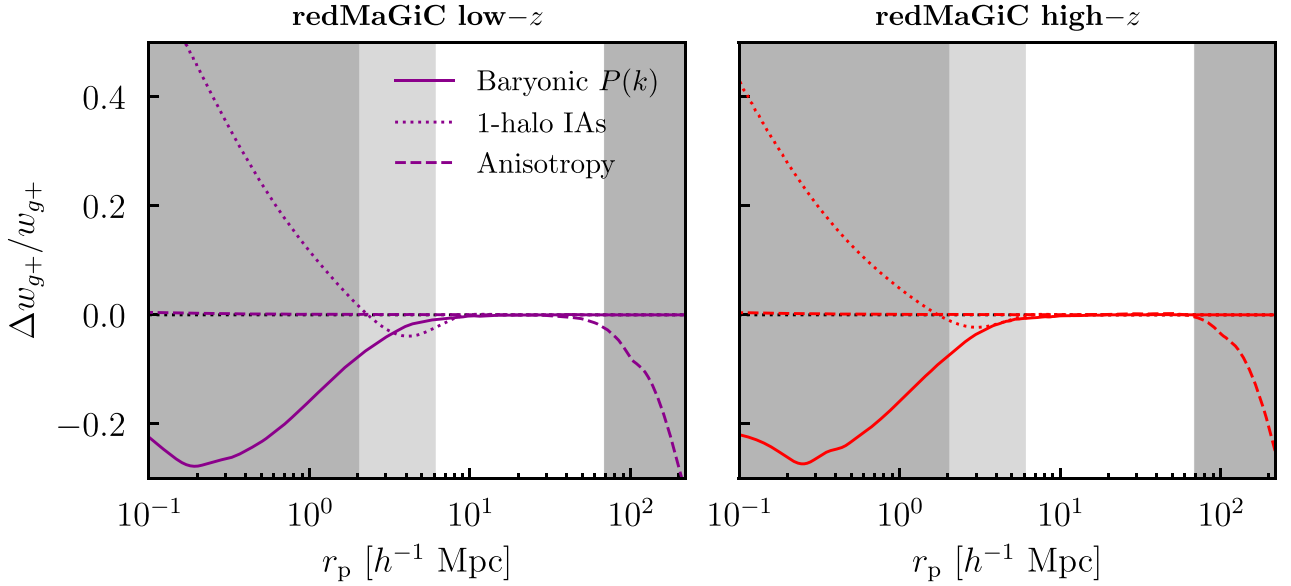 redMaGiC low−z
redMaGiC high−z
Δw_{g+}/w_{g+}
0.4
0.2
0.0
−0.2
Baryonic P(k)
1-halo IAs
Anisotropy
10^{−1} 10^{0} 10^{1} 10^{2}
10^{−1} 10^{0} 10^{1} 10^{2}
r_p [h^{−1} Mpc]
r_p [h^{−1} Mpc]